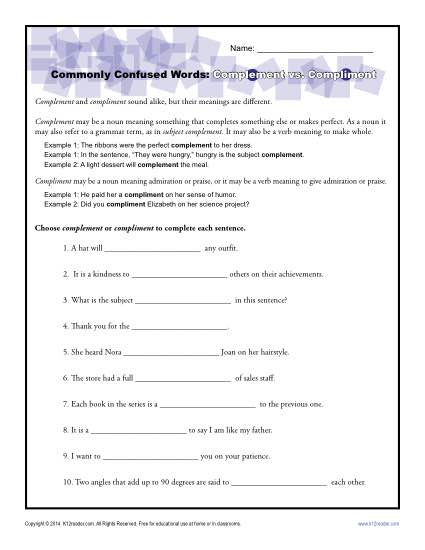 Name: ____________________________
Commonly Confused Words: Complement vs. Compliment
Complement and compliment sound alike, but their meanings are different.
Complement may be a noun meaning something that completes something else or makes perfect. As a noun it
may also refer to a grammar term, as in subject complement. It may also be a verb meaning to make whole.
Example 1: The ribbons were the perfect complement to her dress.
Example 1: In the sentence, "They were hungry," hungry is the subject complement.
Example 2: A light dessert will complement the meal.
Compliment may be a noun meaning admiration or praise, or it may be a verb meaning to give admiration or praise.
Example 1: He paid her a compliment on her sense of humor.
Example 2: Did you compliment Elizabeth on her science project?
Choose complement or compliment to complete each sentence.
1. A hat will ________________________ any outfit.
2. It is a kindness to ________________________ others on their achievements.
3. What is the subject ________________________ in this sentence?
4. Thank you for the ________________________.
5. She heard Nora ________________________ Joan on her hairstyle.
6. The store had a full ________________________ of sales staff.
7. Each book in the series is a ________________________ to the previous one.
8. It is a ________________________ to say I am like my father.
9. I want to ________________________ you on your patience.
10. Two angles that add up to 90 degrees are said to ________________________ each other
Copyright © 2014 K12reader.com. All Rights Reserved. Free for educational use at home or in classrooms.
www.k12reader.com